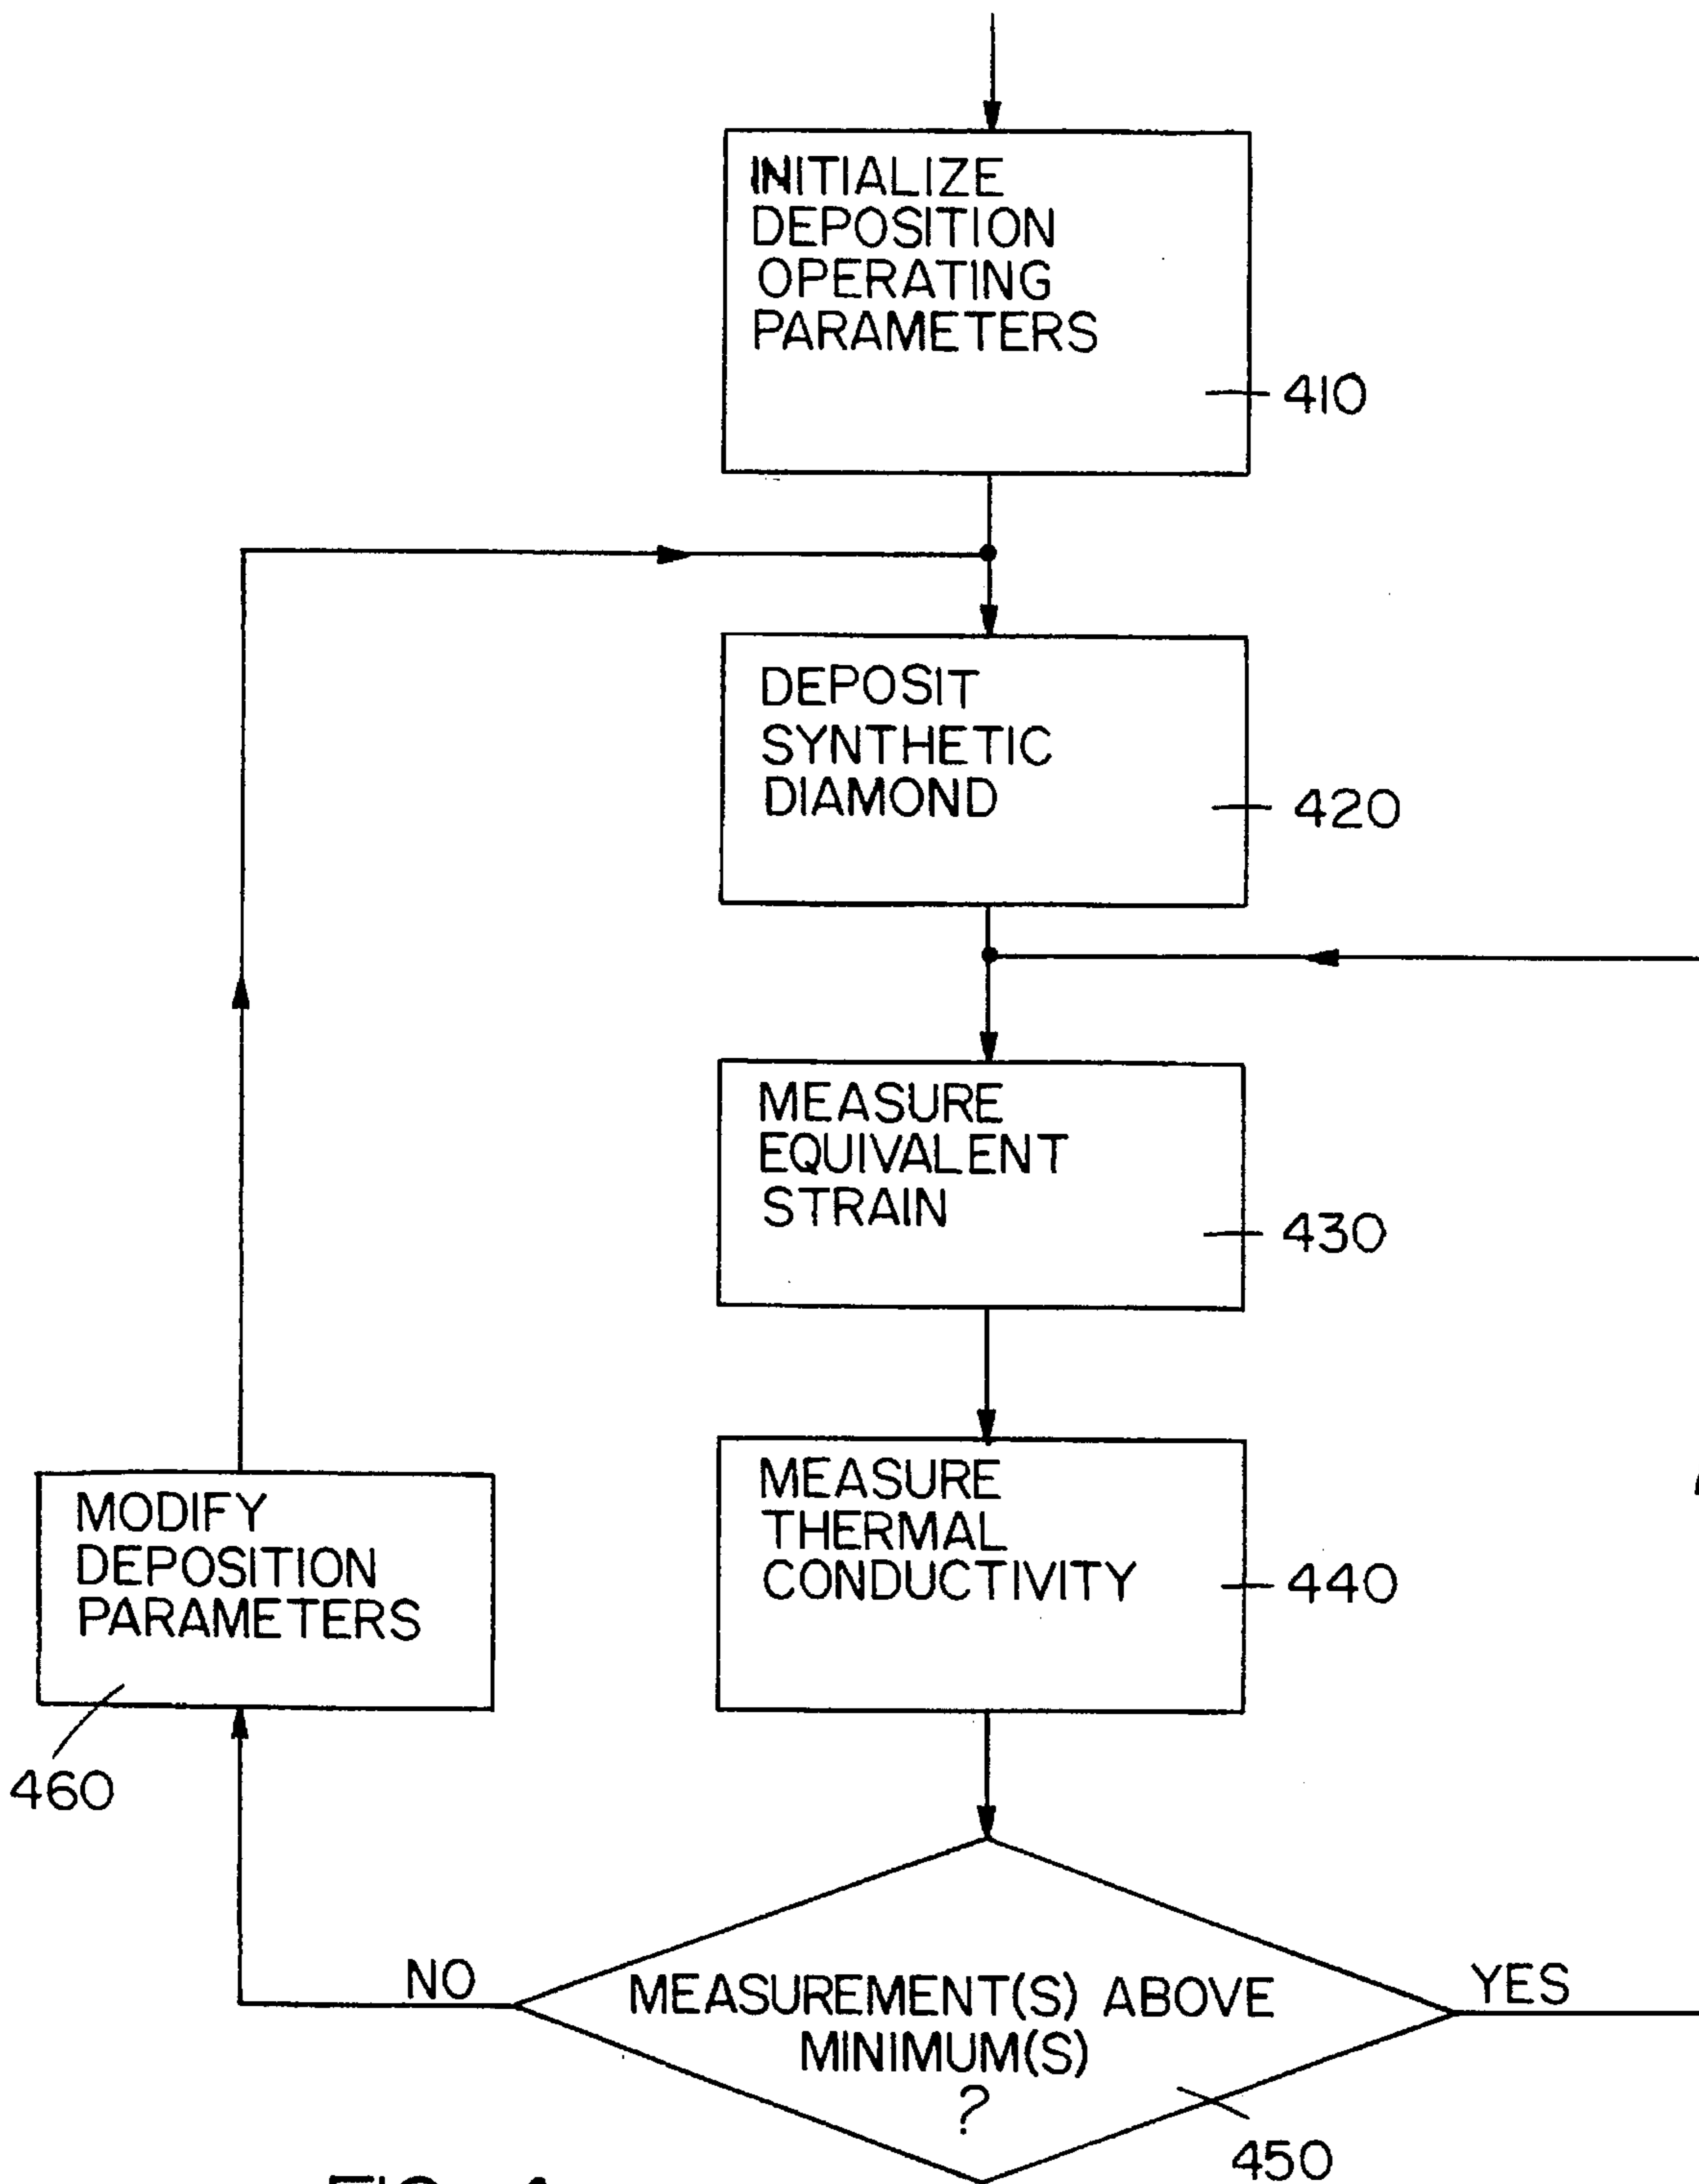 INITIALIZE
DEPOSITION
OPERATING
PARAMETERS
410
DEPOSIT
SYNTHETIC
DIAMOND
420
MEASURE
EQUIVALENT
STRAIN
430
MEASURE
THERMAL
CONDUCTIVITY
440
MODIFY
DEPOSITION
PARAMETERS
460
NO
MEASUREMENT(S) ABOVE
MINIMUM(S)
?
YES
450